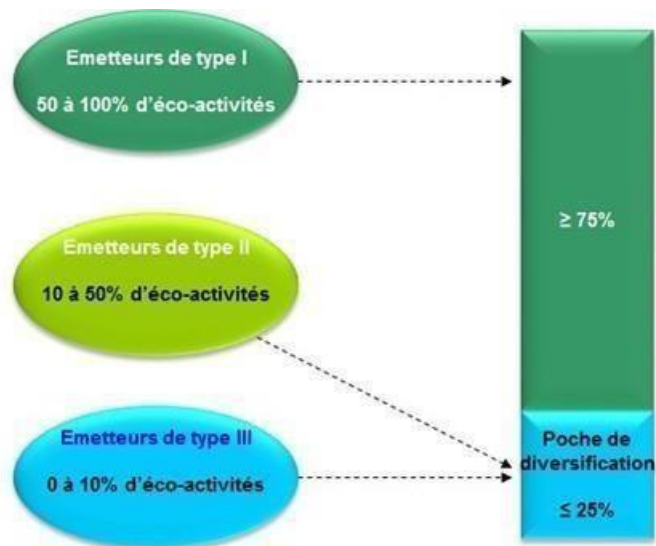 Emetteurs de type I
50 à 100% d'éco-activités
Emetteurs de type II
10 à 50% d'éco-activités
Emetteurs de type III
0 à 10% d'éco-activités
≥ 75%
Poche de
diversification
≤ 25%